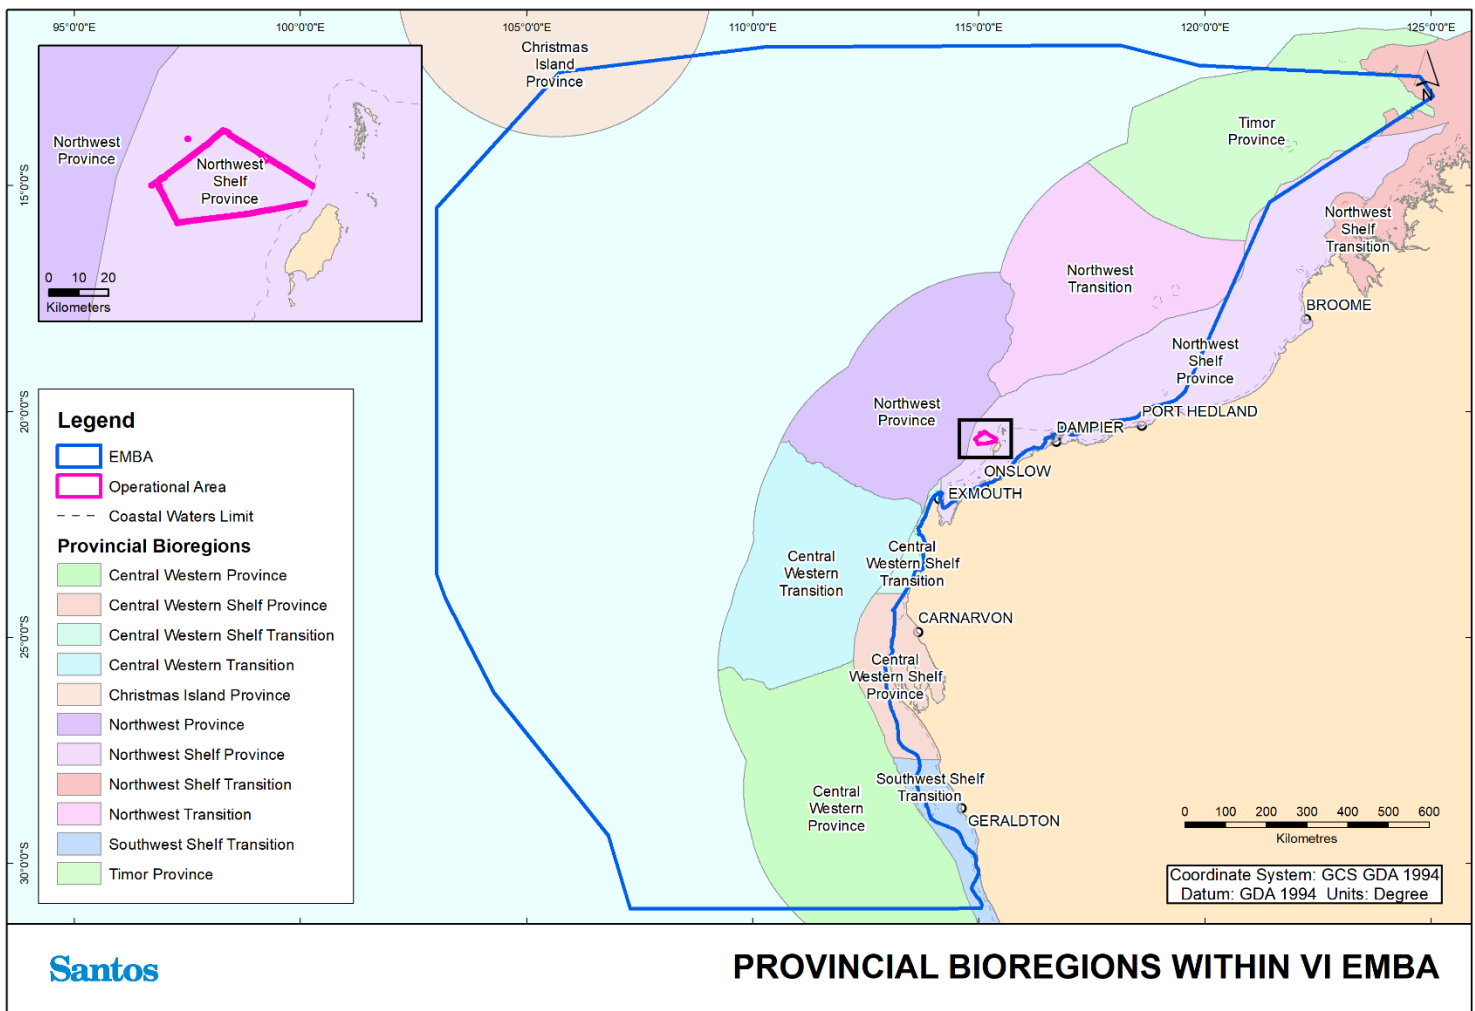 95°0'0"E
100°0'0"E
105°0'0"E
110°0'0"E
115°0'0"E
120°0'0"E
125°0'0"E
15°0'0"S
20°0'0"S
25°0'0"S
30°0'0"S
Northwest
Province
Northwest
Shelf
Province
0 10 20
Kilometers
Christmas
Island
Province
N
Timor
Province
Northwest
Shelf
Transition
Northwest
Transition
BROOME
Northwest
Shelf
Province
Northwest
Province
PORT HEDLAND
DAMPIER
ONSLOW
EXMOUTH
Central
Western Shelf
Transition
Central
Western
Transition
CARNARVON
Central
Western Shelf
Province
Southwest Shelf
Transition
Central
Western
Province
GERALDTON
Legend
EMBA
Operational Area
Coastal Waters Limit
Provincial Bioregions
Central Western Province
Central Western Shelf Province
Central Western Shelf Transition
Central Western Transition
Christmas Island Province
Northwest Province
Northwest Shelf Province
Northwest Shelf Transition
Northwest Transition
Southwest Shelf Transition
Timor Province
0 100 200 300 400 500 600
Kilometres
Coordinate System: GCS GDA 1994
Datum: GDA 1994 Units: Degree
Santos
PROVINCIAL BIOREGIONS WITHIN VI EMBA